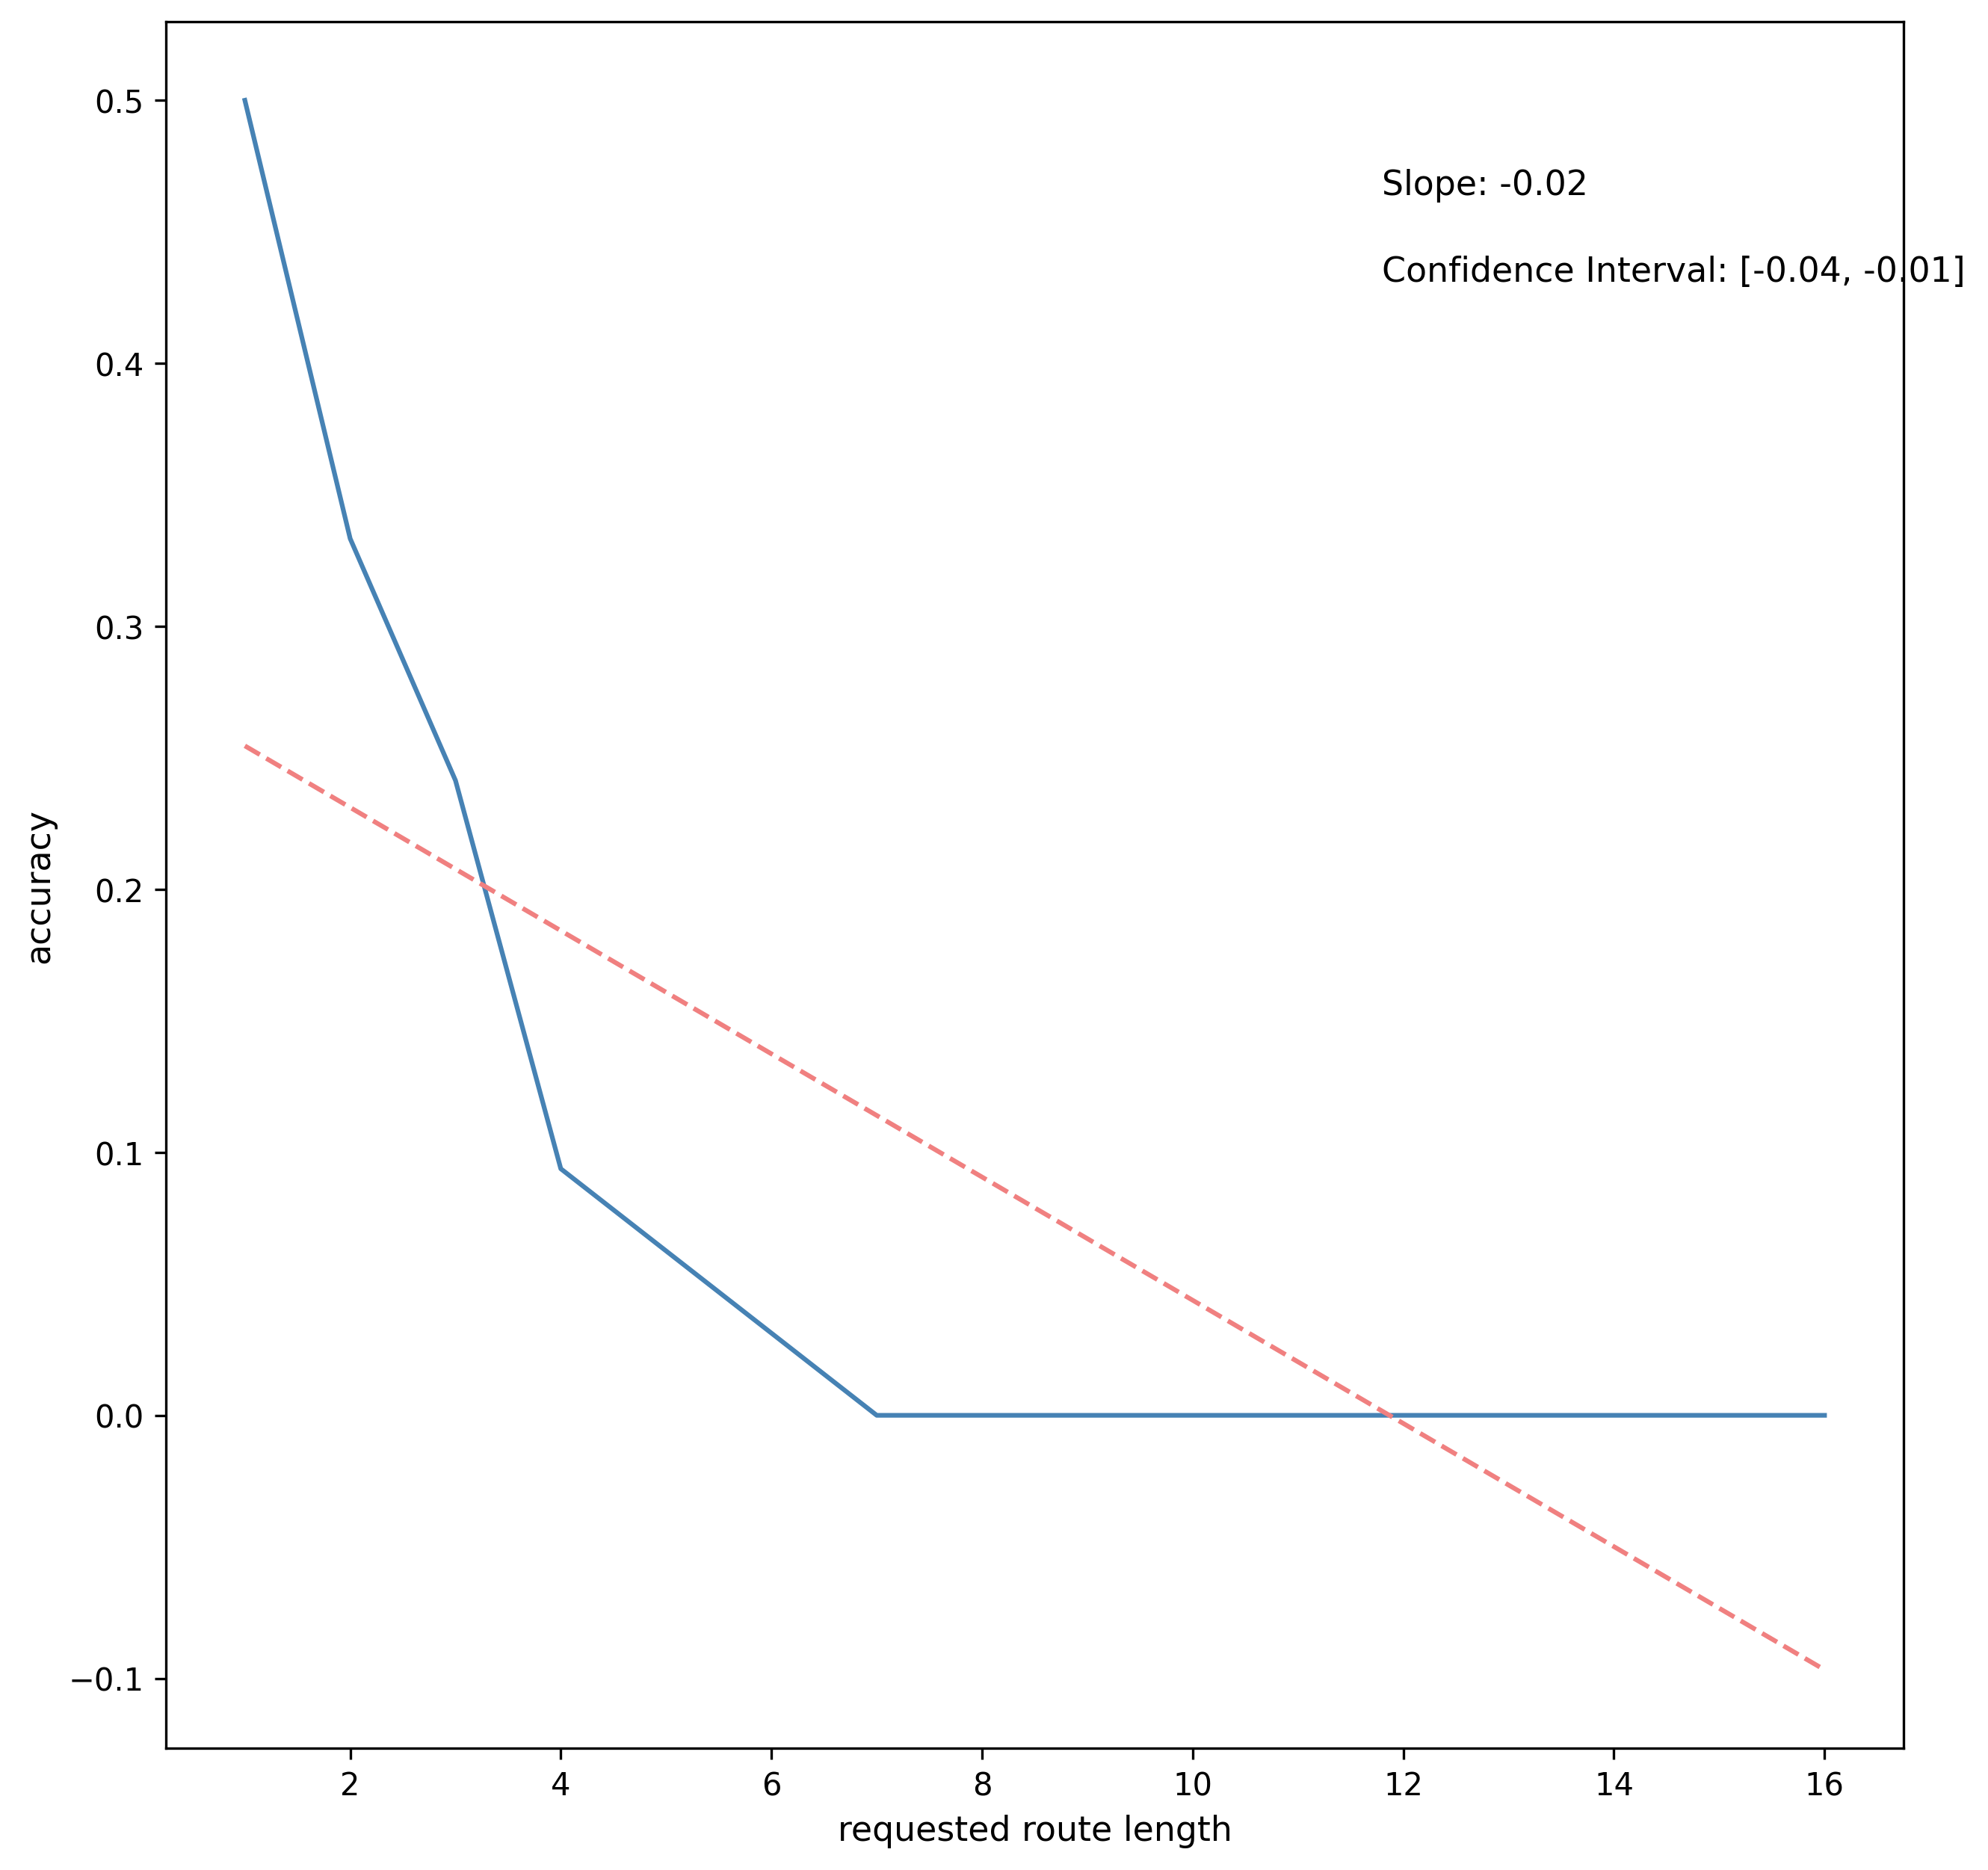 0.5
0.4
0.3
0.2
0.1
0.0
−0.1
accuracy
Slope: -0.02
Confidence Interval: [-0.04, -0.01]
2 4 6 8 10 12 14 16
requested route length